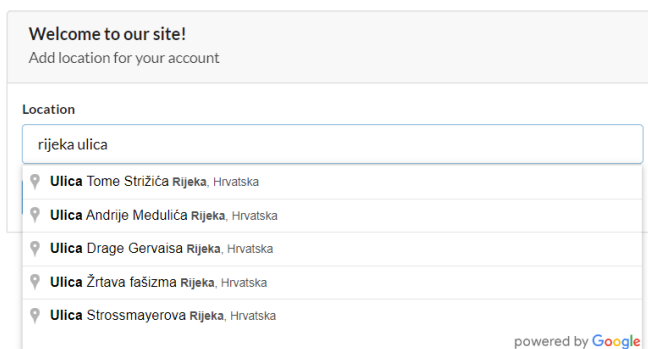 Welcome to our site!
Add location for your account
Location
rijeka ulica
Ulica Tome Strižića Rijeka, Hrvatska
Ulica Andrije Medulića Rijeka, Hrvatska
Ulica Drage Gervaisa Rijeka, Hrvatska
Ulica Žrtava fašizma Rijeka, Hrvatska
Ulica Strossmayerova Rijeka, Hrvatska
powered by Google